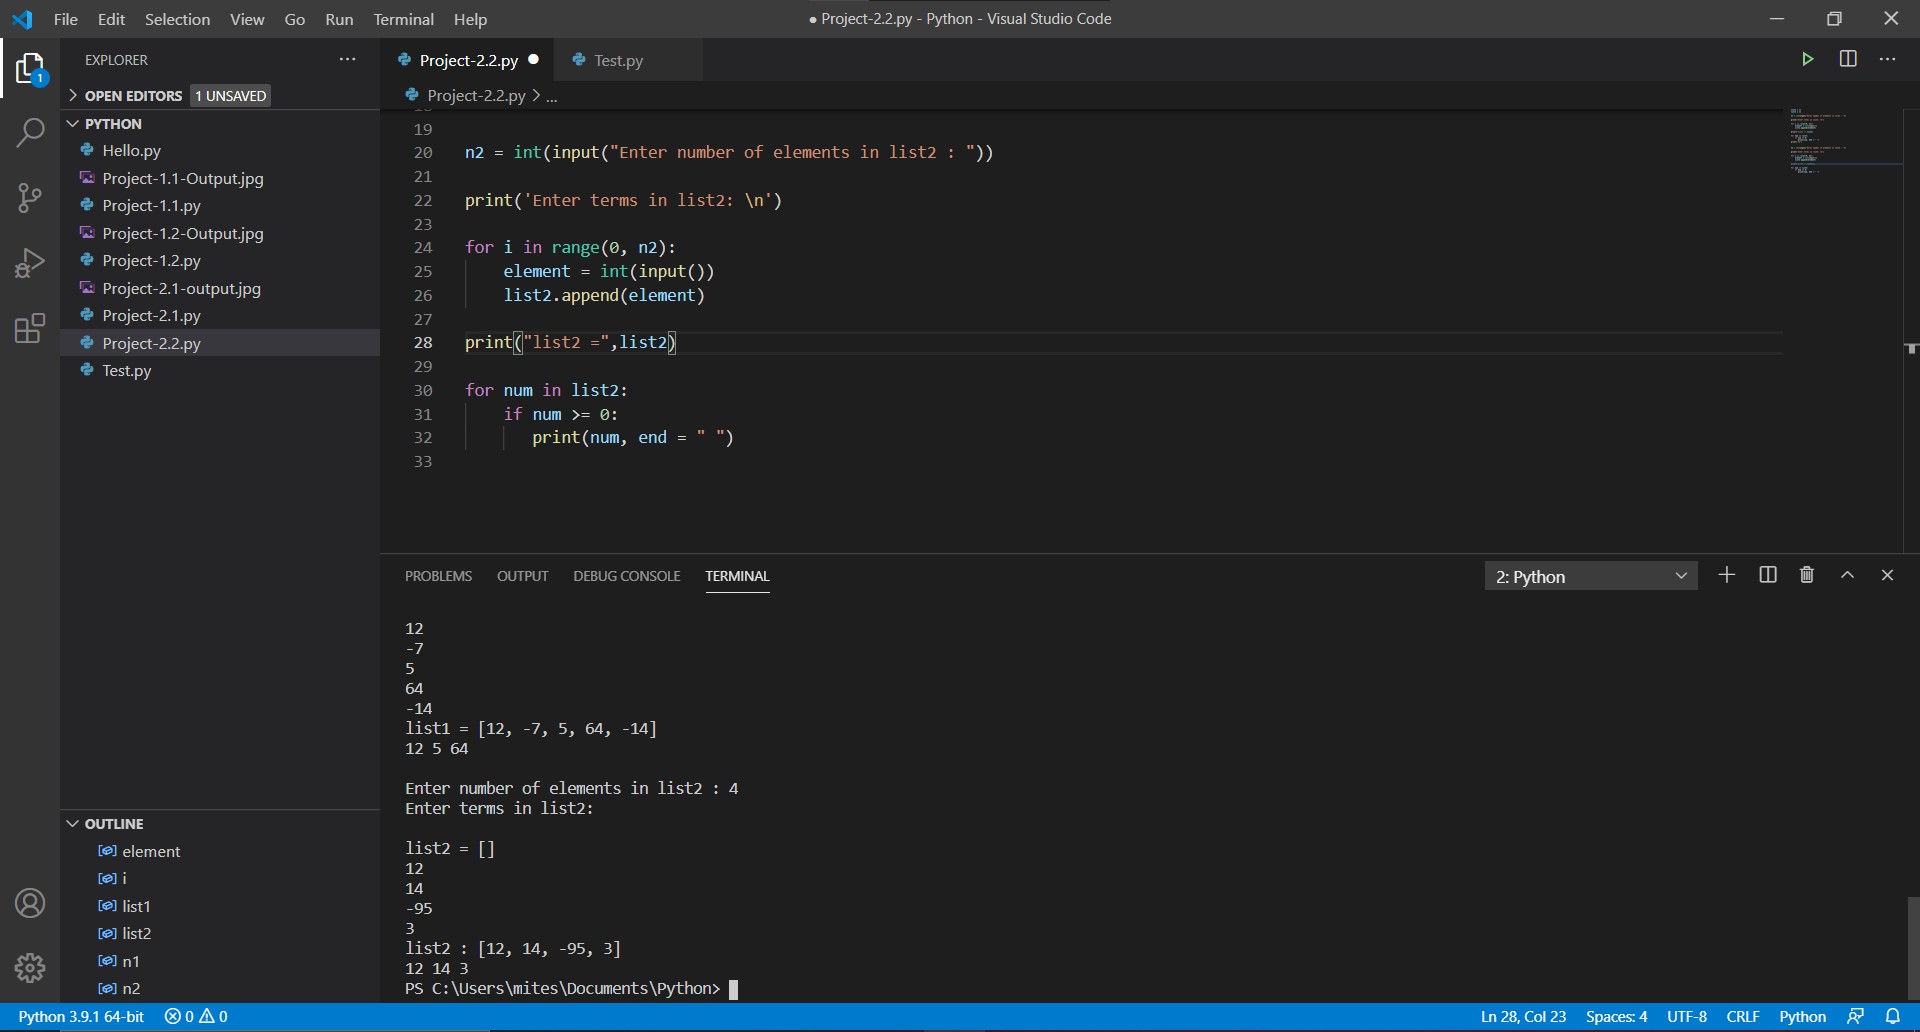 File Edit Selection View Go Run Terminal Help
● Project-2.2.py - Python - Visual Studio Code
EXPLORER
1
OPEN EDITORS 1 UNSAVED
PYTHON
Hello.py
Project-1.1-Output.jpg
Project-1.1.py
Project-1.2-Output.jpg
Project-1.2.py
Project-2.1-output.jpg
Project-2.1.py
Project-2.2.py
Test.py
OUTLINE
element
i
list1
list2
n1
n2
Project-2.2.py ● Test.py
Project-2.2.py > ...
19
20 n2 = int(input("Enter number of elements in list2 : "))
21
22 print('Enter terms in list2: \n')
23
24 for i in range(0, n2):
25 element = int(input())
26 list2.append(element)
27
28 print("list2 =",list2)
29
30 for num in list2:
31 if num >= 0:
32 print(num, end = " ")
33
PROBLEMS OUTPUT DEBUG CONSOLE TERMINAL
2: Python
12
-7
5
64
-14
list1 = [12, -7, 5, 64, -14]
12 5 64
Enter number of elements in list2 : 4
Enter terms in list2:
list2 = []
12
14
-95
3
list2 : [12, 14, -95, 3]
12 14 3
PS C:\Users\mites\Documents\Python>
Python 3.9.1 64-bit 0 0
Ln 28, Col 23 Spaces: 4 UTF-8 CRLF Python